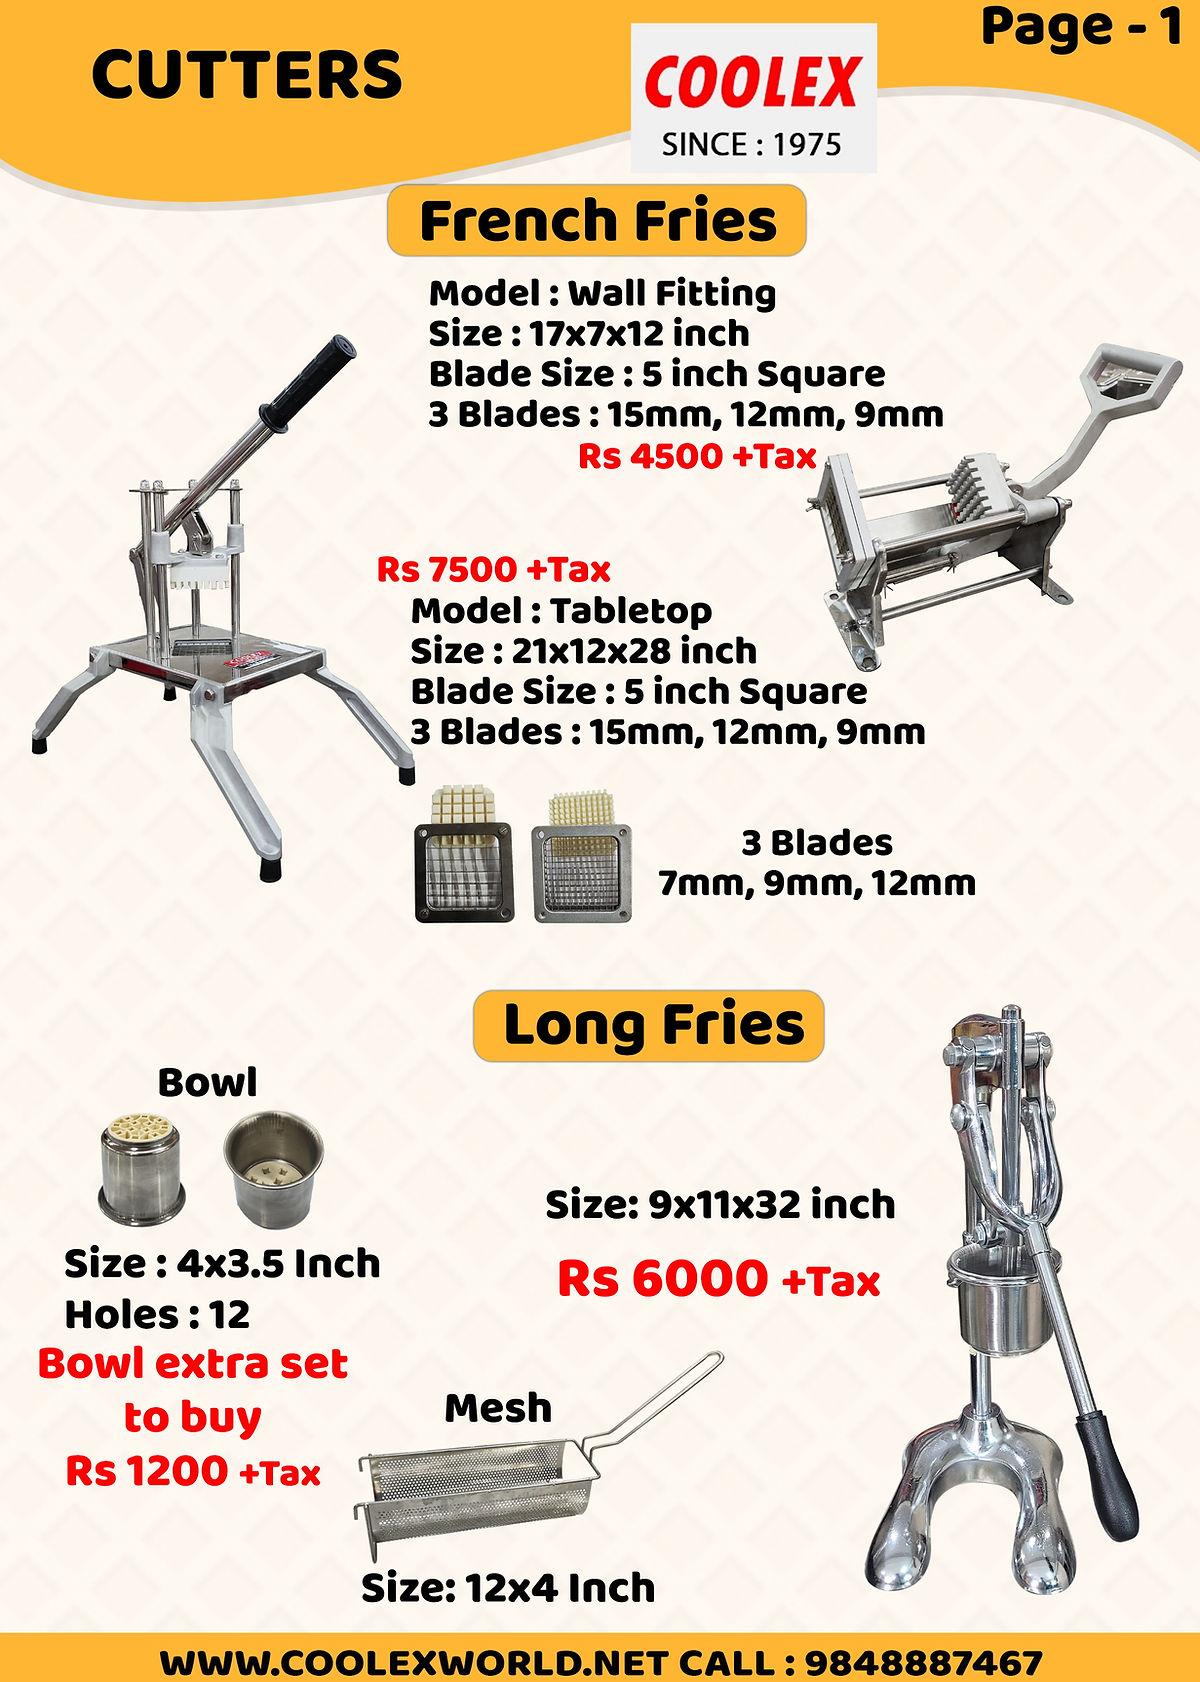 Page - 1
CUTTERS
COOLEX
SINCE : 1975
French Fries
Model : Wall Fitting
Size : 17x7x12 inch
Blade Size : 5 inch Square
3 Blades : 15mm, 12mm, 9mm
Rs 4500 +Tax
Rs 7500 +Tax
Model : Tabletop
Size : 21x12x28 inch
Blade Size : 5 inch Square
3 Blades : 15mm, 12mm, 9mm
COOLEX
3 Blades
7mm, 9mm, 12mm
Long Fries
Bowl
Size : 4x3.5 Inch
Holes : 12
Bowl extra set
to buy
Rs 1200 +Tax
Size: 9x11x32 inch
Rs 6000 +Tax
Mesh
Size: 12x4 Inch
WWW.COOLEXWORLD.NET CALL : 9848887467